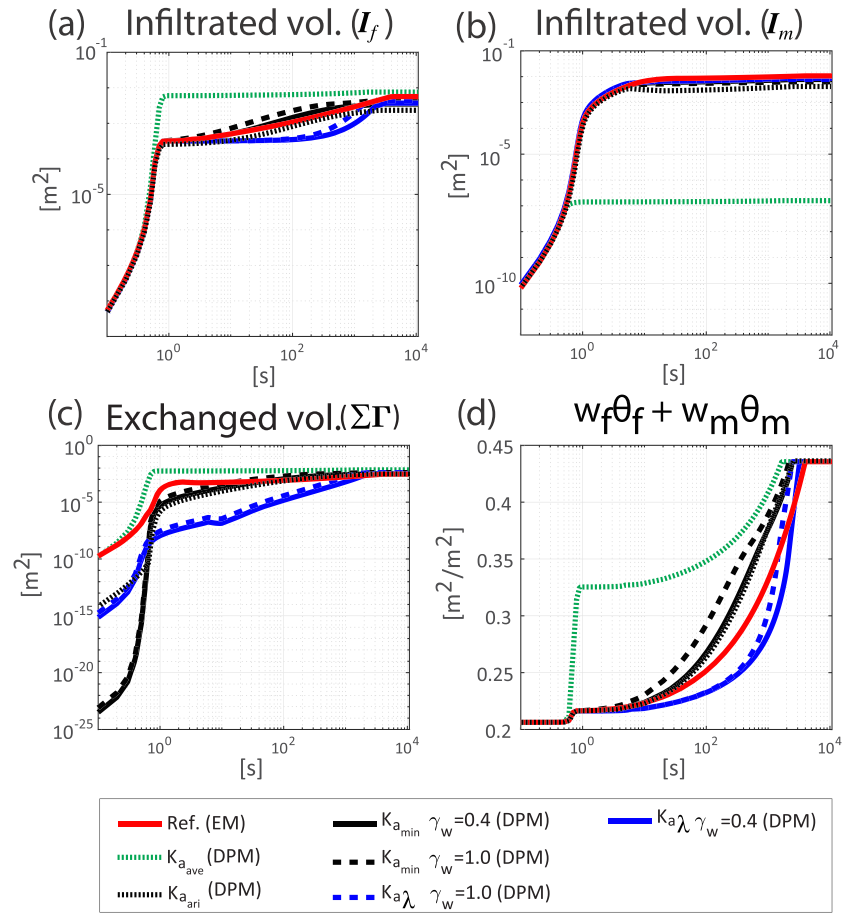 (a) Infiltrated vol. (I_f)
10^-1
10^-5
[m^2]
10^0 10^2 10^4
[s]
(b) Infiltrated vol. (I_m)
10^-1
10^-5
10^-10
[m^2]
10^0 10^2 10^4
[s]
(c) Exchanged vol.(ΣΓ)
10^0
10^-5
10^-10
10^-15
10^-20
10^-25
[m^2]
10^0 10^2 10^4
[s]
(d) w_fθ_f + w_mθ_m
0.45
0.4
0.35
0.3
0.25
0.2
[m^2/m^2]
10^0 10^2 10^4
[s]
Ref. (EM)
K_a_ave (DPM)
K_a_ari (DPM)
K_a_min γ_w=0.4 (DPM)
K_a_min γ_w=1.0 (DPM)
K_aλ γ_w=1.0 (DPM)
K_aλ γ_w=0.4 (DPM)